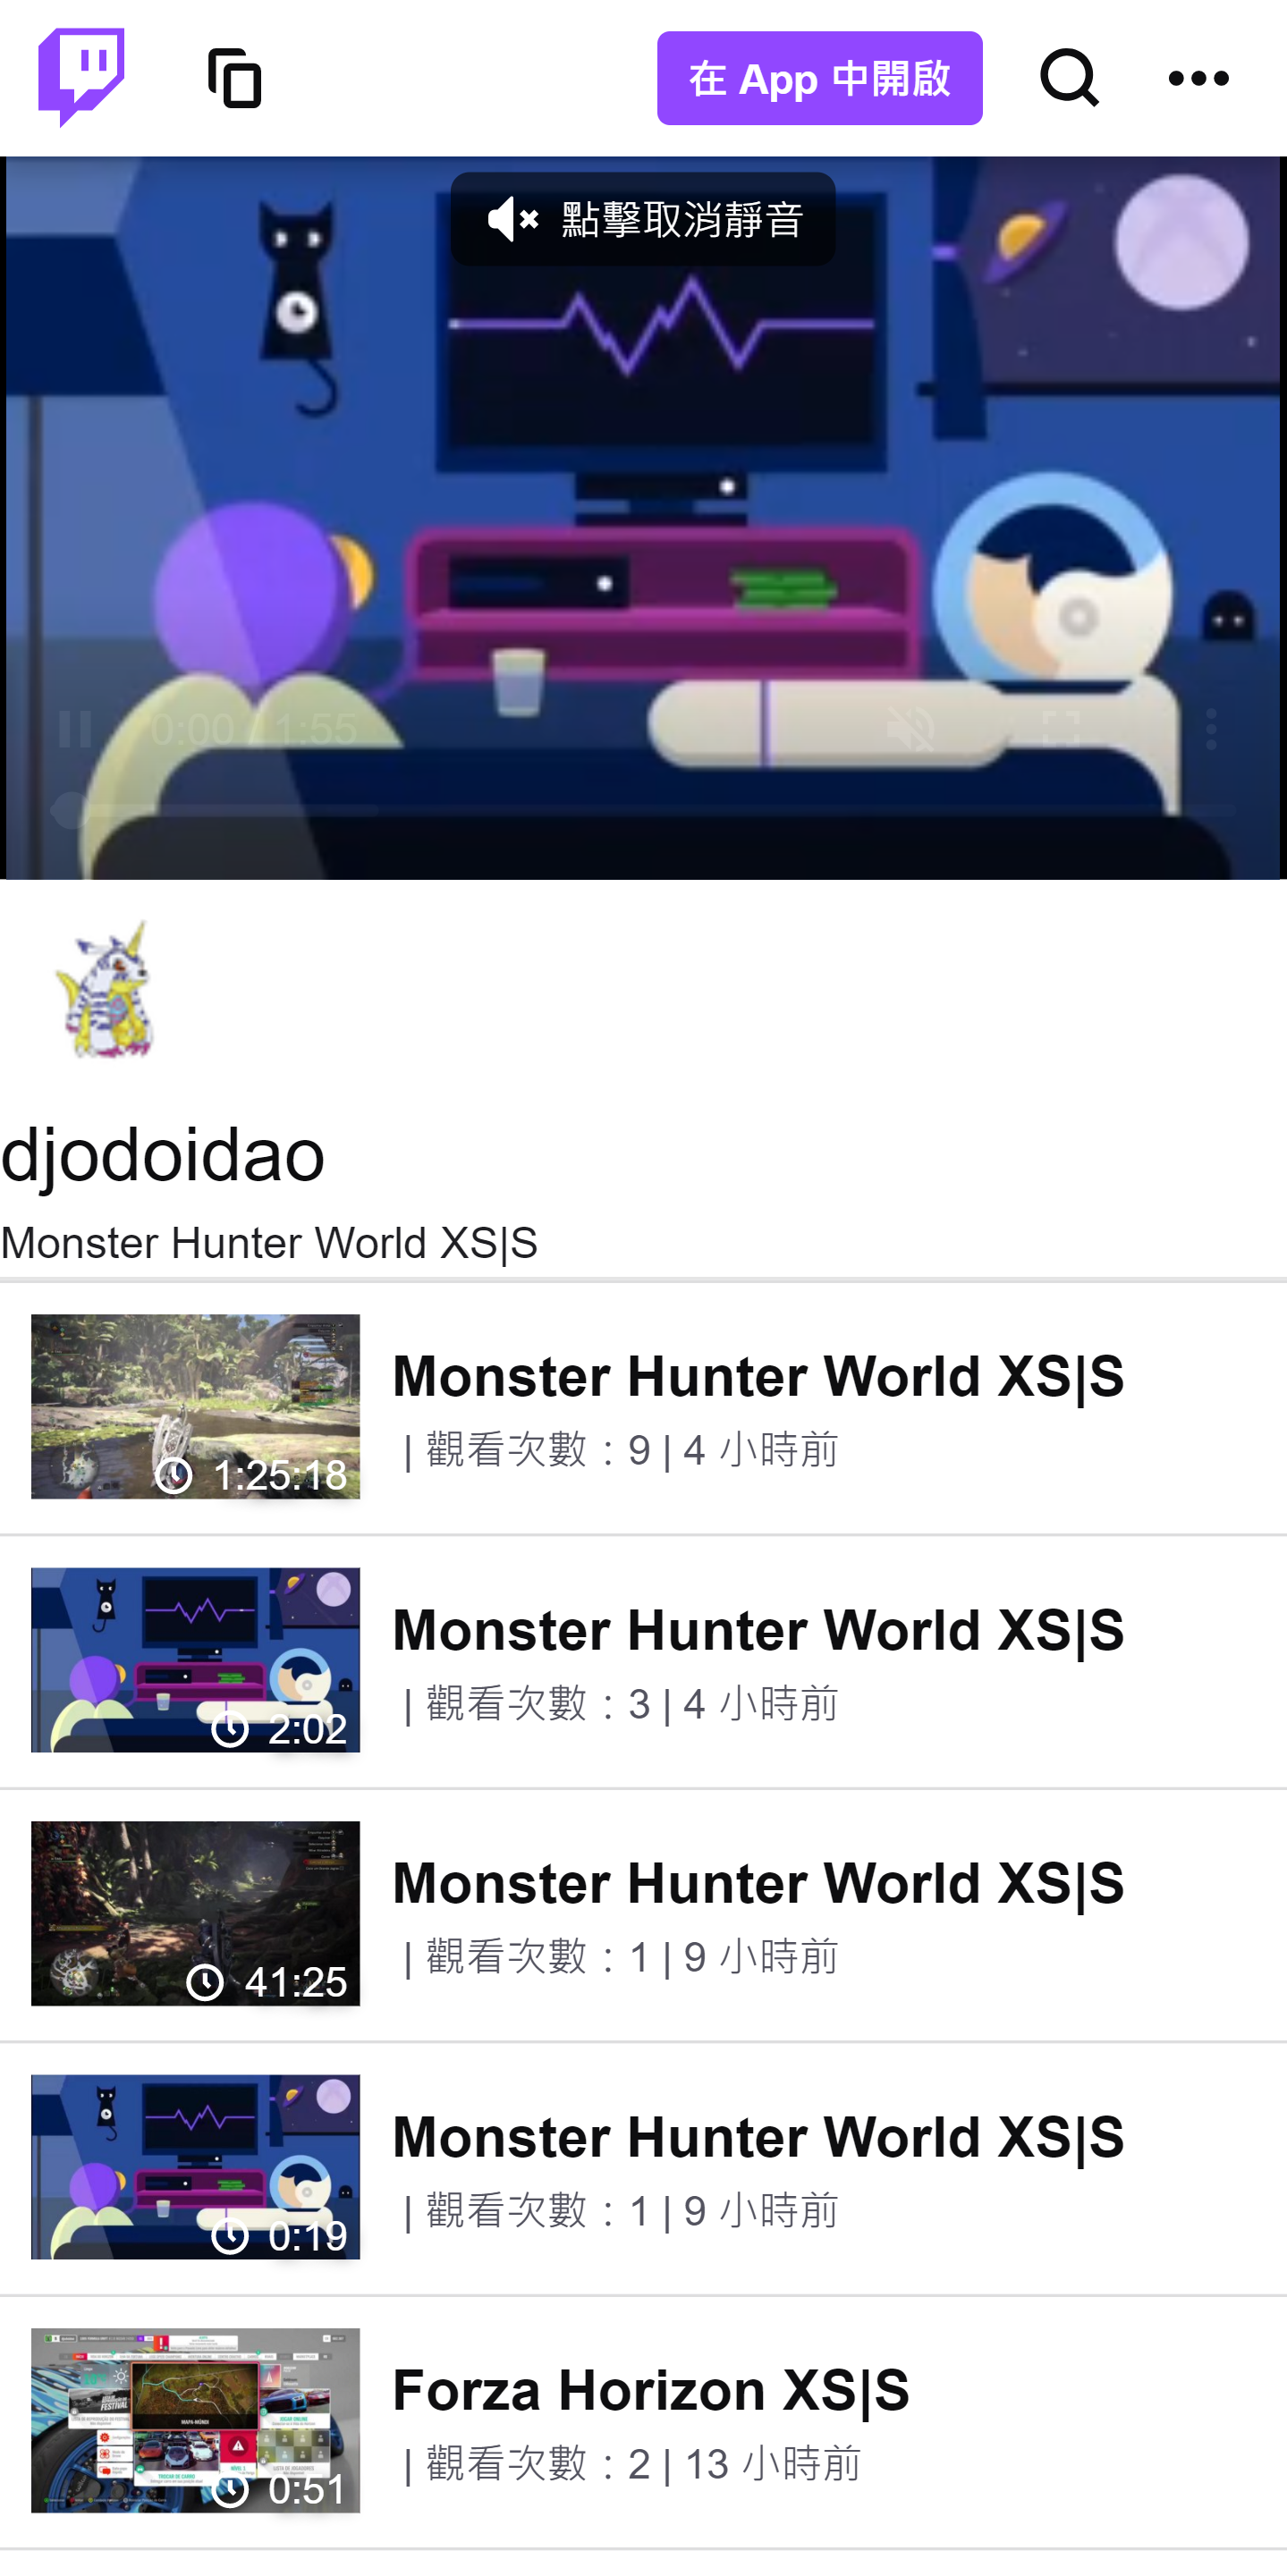 在 App 中開啟
點擊取消靜音
0:00 / 1:55
djodoidao
Monster Hunter World XS|S
Monster Hunter World XS|S
| 觀看次數：9 | 4 小時前
1:25:18
Monster Hunter World XS|S
| 觀看次數：3 | 4 小時前
2:02
Monster Hunter World XS|S
| 觀看次數：1 | 9 小時前
41:25
Monster Hunter World XS|S
| 觀看次數：1 | 9 小時前
0:19
Forza Horizon XS|S
| 觀看次數：2 | 13 小時前
MAPA-MÚNDI
0:51